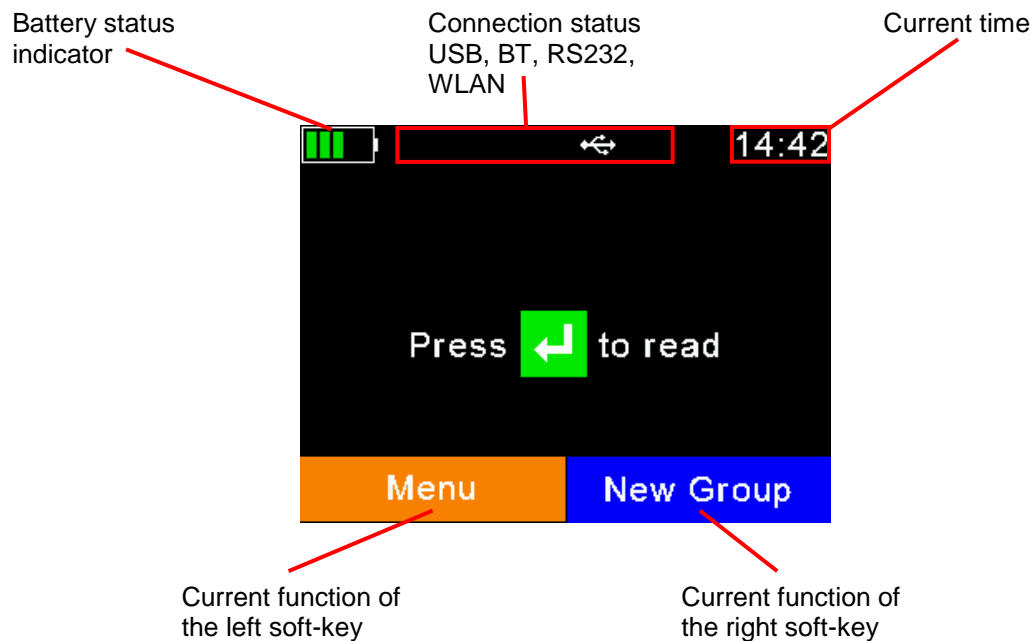 Battery status
indicator
Connection status
USB, BT, RS232,
WLAN
Current time
14:42
Press to read
Menu
New Group
Current function of
the left soft-key
Current function of
the right soft-key